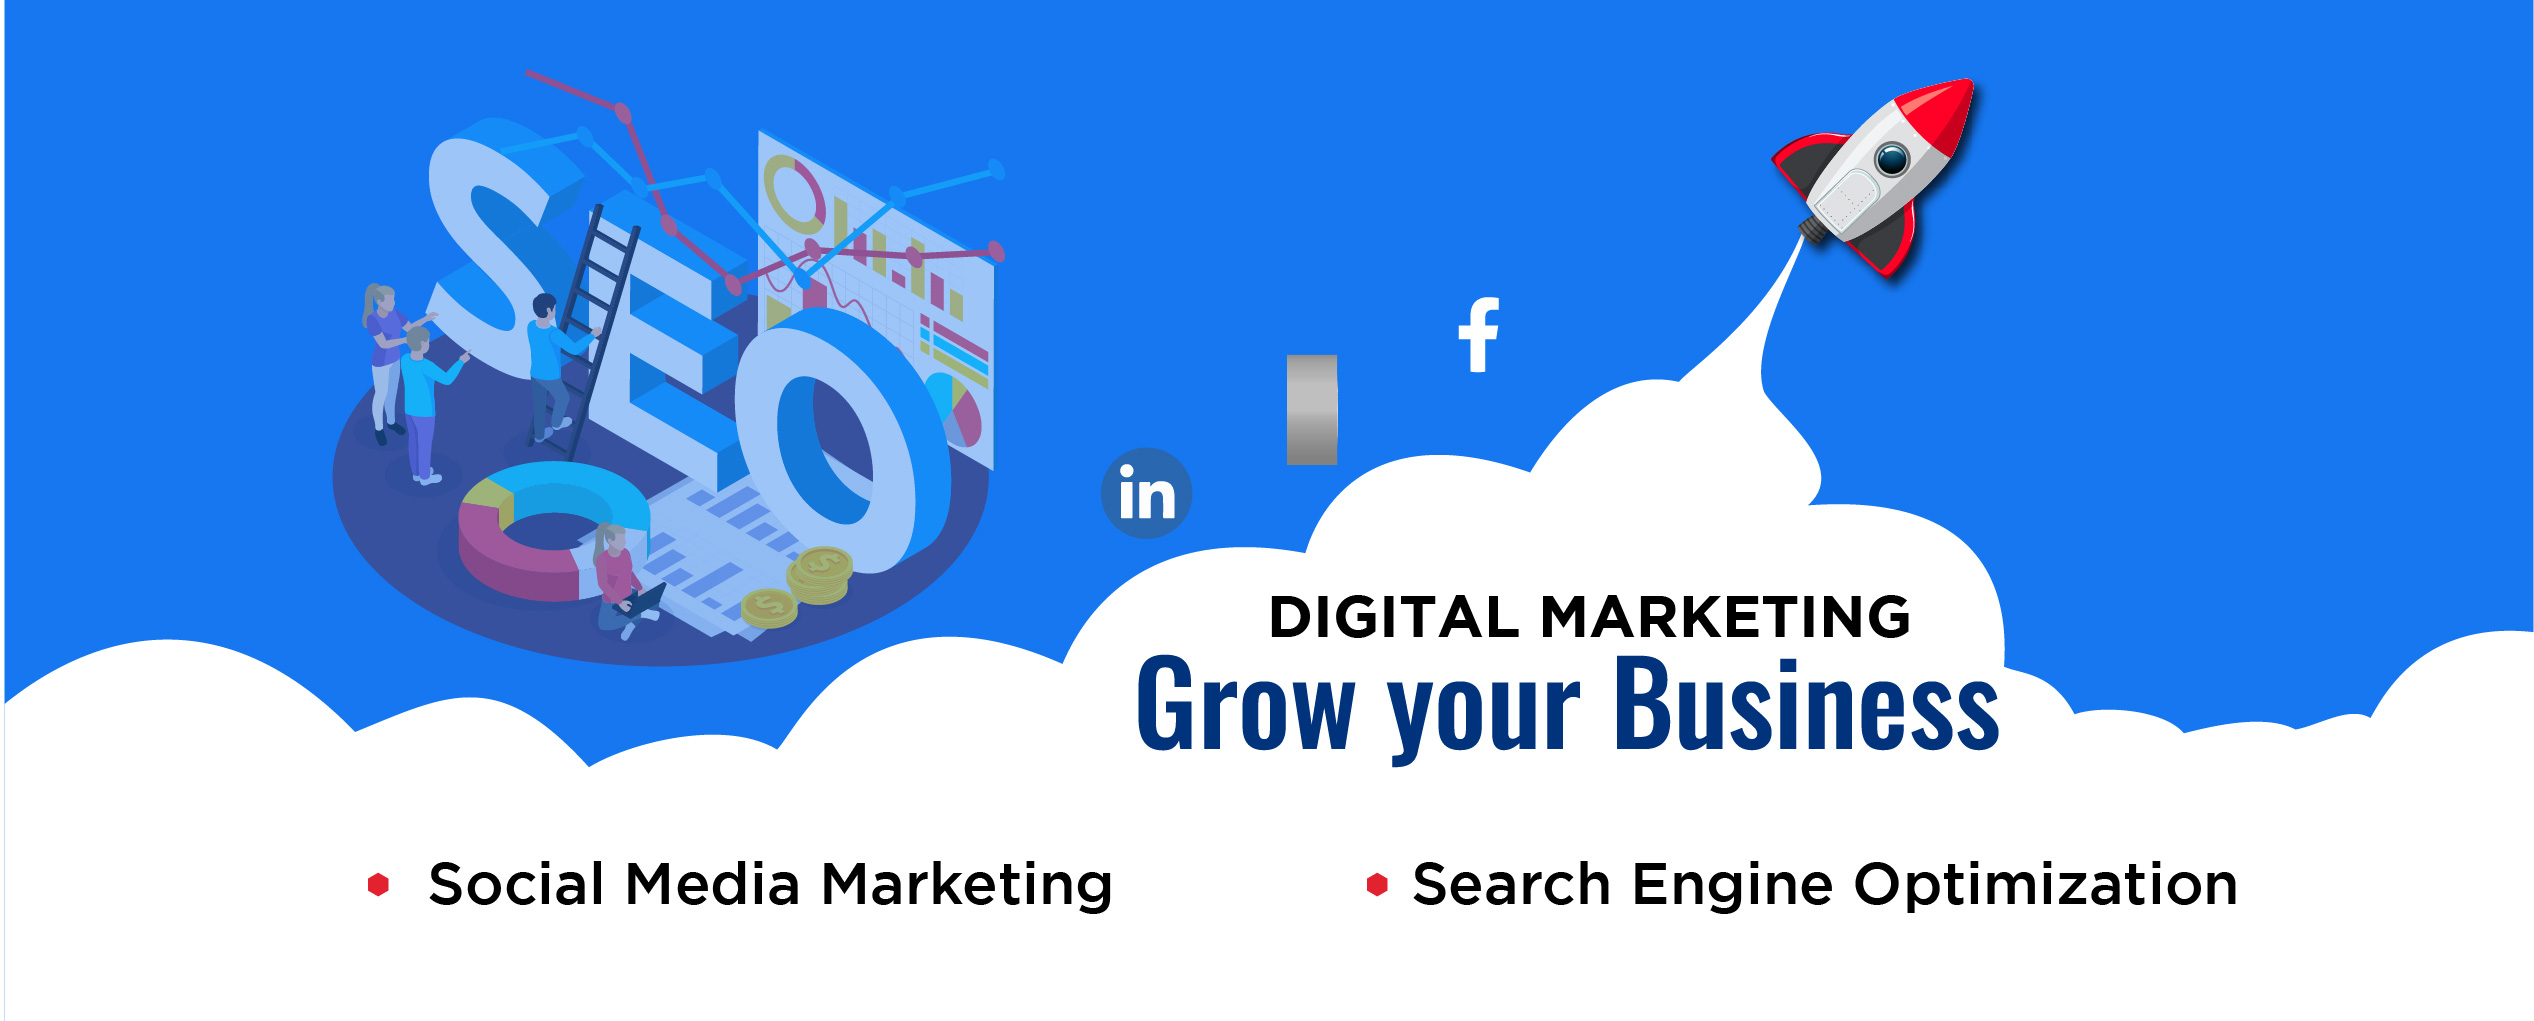 SEO
f
in
DIGITAL MARKETING
Grow your Business
Social Media Marketing
Search Engine Optimization
$
$